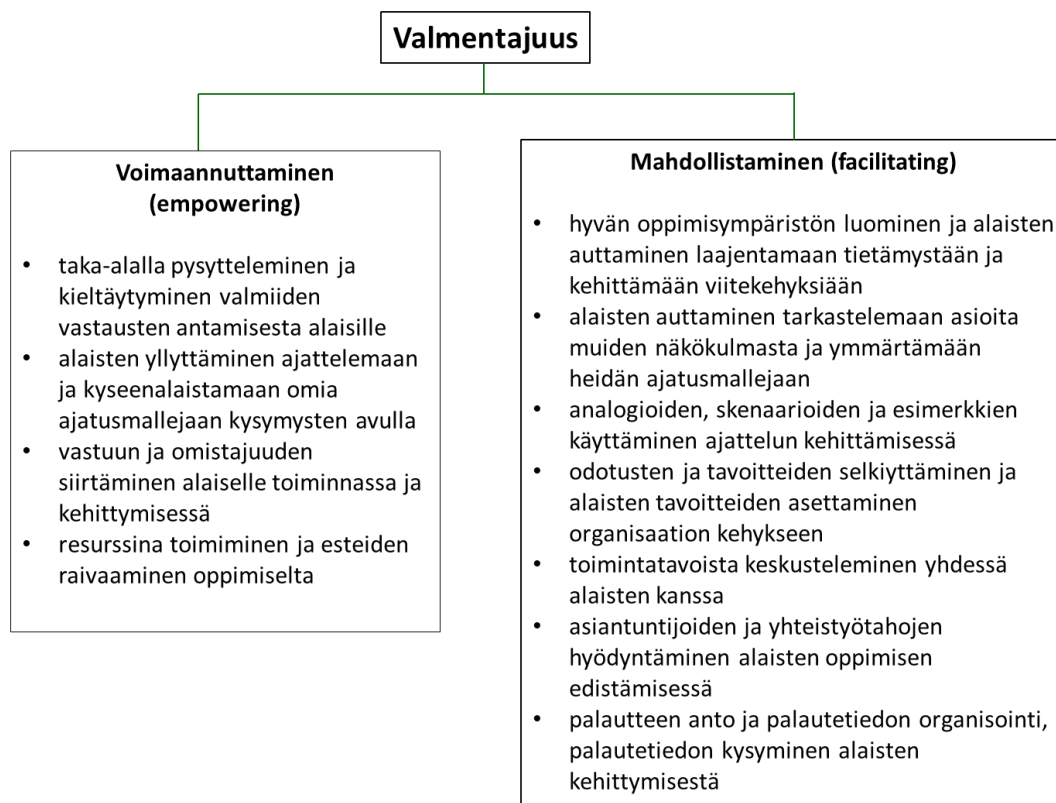 Valmentajuus
Voimaannuttaminen
(empowering)
• taka-alalla pysytteleminen ja
kieltäytyminen valmiiden
vastausten antamisesta alaisille
• alaisten yllyttäminen ajattelemaan
ja kyseenalaistamaan omia
ajatusmallejaan kysymysten avulla
• vastuun ja omistajuuden
siirtäminen alaiselle toiminnassa ja
kehittymisessä
• resurssina toimiminen ja esteiden
raivaaminen oppimiselta
Mahdollistaminen (facilitating)
• hyvän oppimisympäristön luominen ja alaisten
auttaminen laajentamaan tietämystään ja
kehittämään viitekehyksiään
• alaisten auttaminen tarkastelemaan asioita
muiden näkökulmasta ja ymmärtämään
heidän ajatusmallejaan
• analogioiden, skenaarioiden ja esimerkkien
käyttäminen ajattelun kehittämisessä
• odotusten ja tavoitteiden selkiyttäminen ja
alaisten tavoitteiden asettaminen
organisaation kehykseen
• toimintatavoista keskusteleminen yhdessä
alaisten kanssa
• asiantuntijoiden ja yhteistyötahojen
hyödyntäminen alaisten oppimisen
edistämisessä
• palautteen anto ja palautetiedon organisointi,
palautetiedon kysyminen alaisten
kehittymisestä